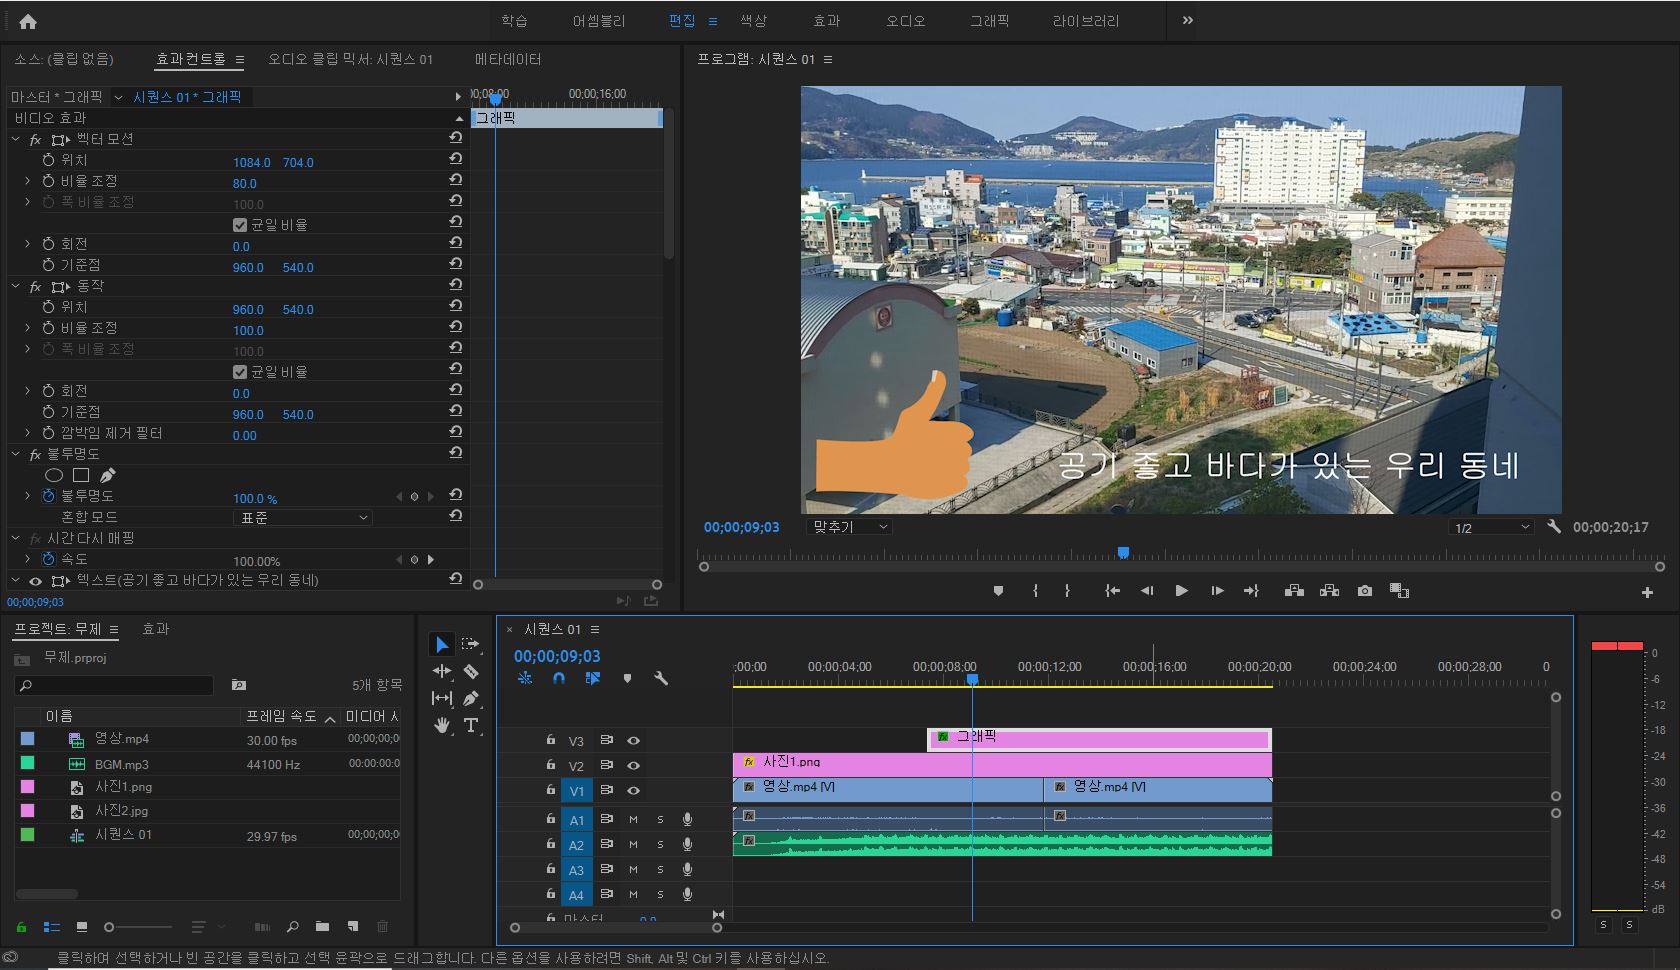 학습 어셈블리 편집 색상 효과 오디오 그래픽 라이브러리
소스: (클립 없음) 효과 컨트롤 오디오 클립 믹서: 시퀀스 01 메타데이터
마스터 * 그래픽 시퀀스 01 * 그래픽
00;00;16;00
비디오 효과
그래픽
fx 벡터 모션
위치 1084.0 704.0
비율 조정 80.0
폭 비율 조정 100.0
균일 비율
회전 0.0
기준점 960.0 540.0
fx 동작
위치 960.0 540.0
비율 조정 100.0
폭 비율 조정 100.0
균일 비율
회전 0.0
기준점 960.0 540.0
깜박임 제거 필터 0.00
fx 불투명도
불투명도 100.0 %
혼합 모드 표준
fx 시간 다시 매핑
속도 100.00%
텍스트(공기 좋고 바다가 있는 우리 동네)
00;00;09;03
프로그램: 시퀀스 01
공기 좋고 바다가 있는 우리 동네
00;00;09;03 맞추기 1/2 00;00;20;17
프로젝트: 무제 효과
무제.prproj
5개 항목
이름 프레임 속도 미디어 시
영상.mp4 30.00 fps 00;00;00;0
BGM.mp3 44100 Hz 00:00:00:0
사진1.png
사진2.jpg
시퀀스 01 29.97 fps 00;00;00;0
× 시퀀스 01
00;00;09;03
:00;00 00;00;04;00 00;00;08;00 00;00;12;00 00;00;16;00 00;00;20;00 00;00;24;00 00;00;28;00 0
V3 fx 그래픽
V2 fx 사진1.png
V1 fx 영상.mp4 [V] fx 영상.mp4 [V]
A1 M S fx fx
A2 M S fx
A3 M S
A4 M S
마스터 0.0
0
-6
-12
-18
-24
-30
-36
-42
-48
-54
dB
S S
클릭하여 선택하거나 빈 공간을 클릭하고 선택 윤곽으로 드래그합니다. 다른 옵션을 사용하려면 Shift, Alt 및 Ctrl 키를 사용하십시오.